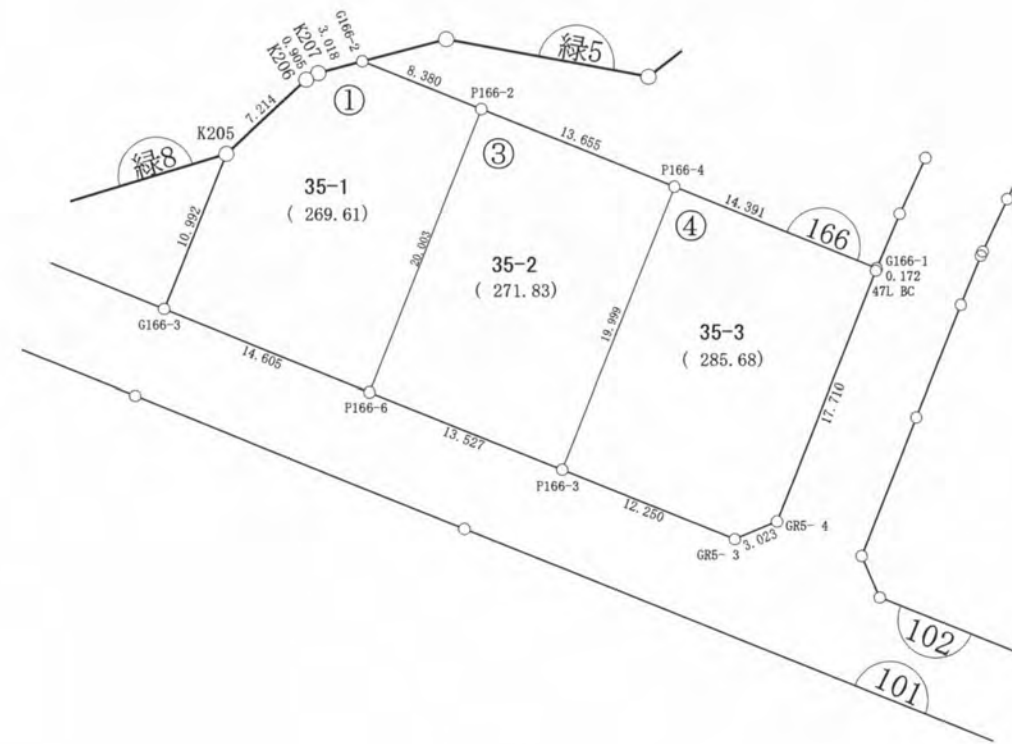 G166-2
3.018
K207
0.905
K206
緑5
8.380
①
P166-2
7.214
K205
緑8
③
13.655
P166-4
35-1
( 269.61)
14.391
166
④
10.992
20.003
35-2
( 271.83)
G166-1
0.172
47L BC
G166-3
19.999
35-3
( 285.68)
14.605
P166-6
17.710
13.527
P166-3
12.250
GR5- 4
3.023
GR5- 3
102
101